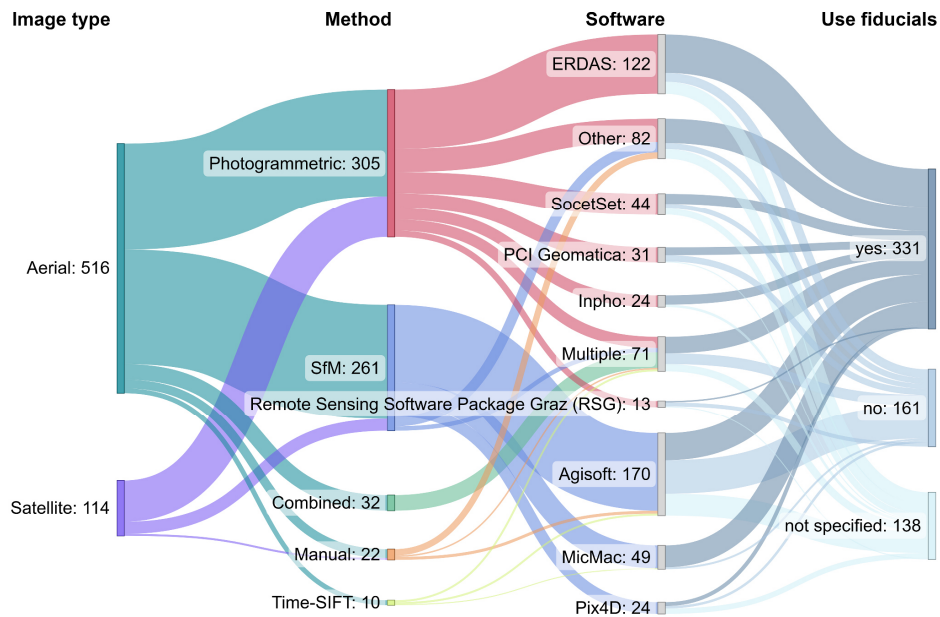 Image type
Method
Software
Use fiducials
Aerial: 516
Satellite: 114
Photogrammetric: 305
SfM: 261
Combined: 32
Manual: 22
Time-SIFT: 10
ERDAS: 122
Other: 82
SocetSet: 44
PCI Geomatica: 31
Inpho: 24
Multiple: 71
Remote Sensing Software Package Graz (RSG): 13
Agisoft: 170
MicMac: 49
Pix4D: 24
yes: 331
no: 161
not specified: 138